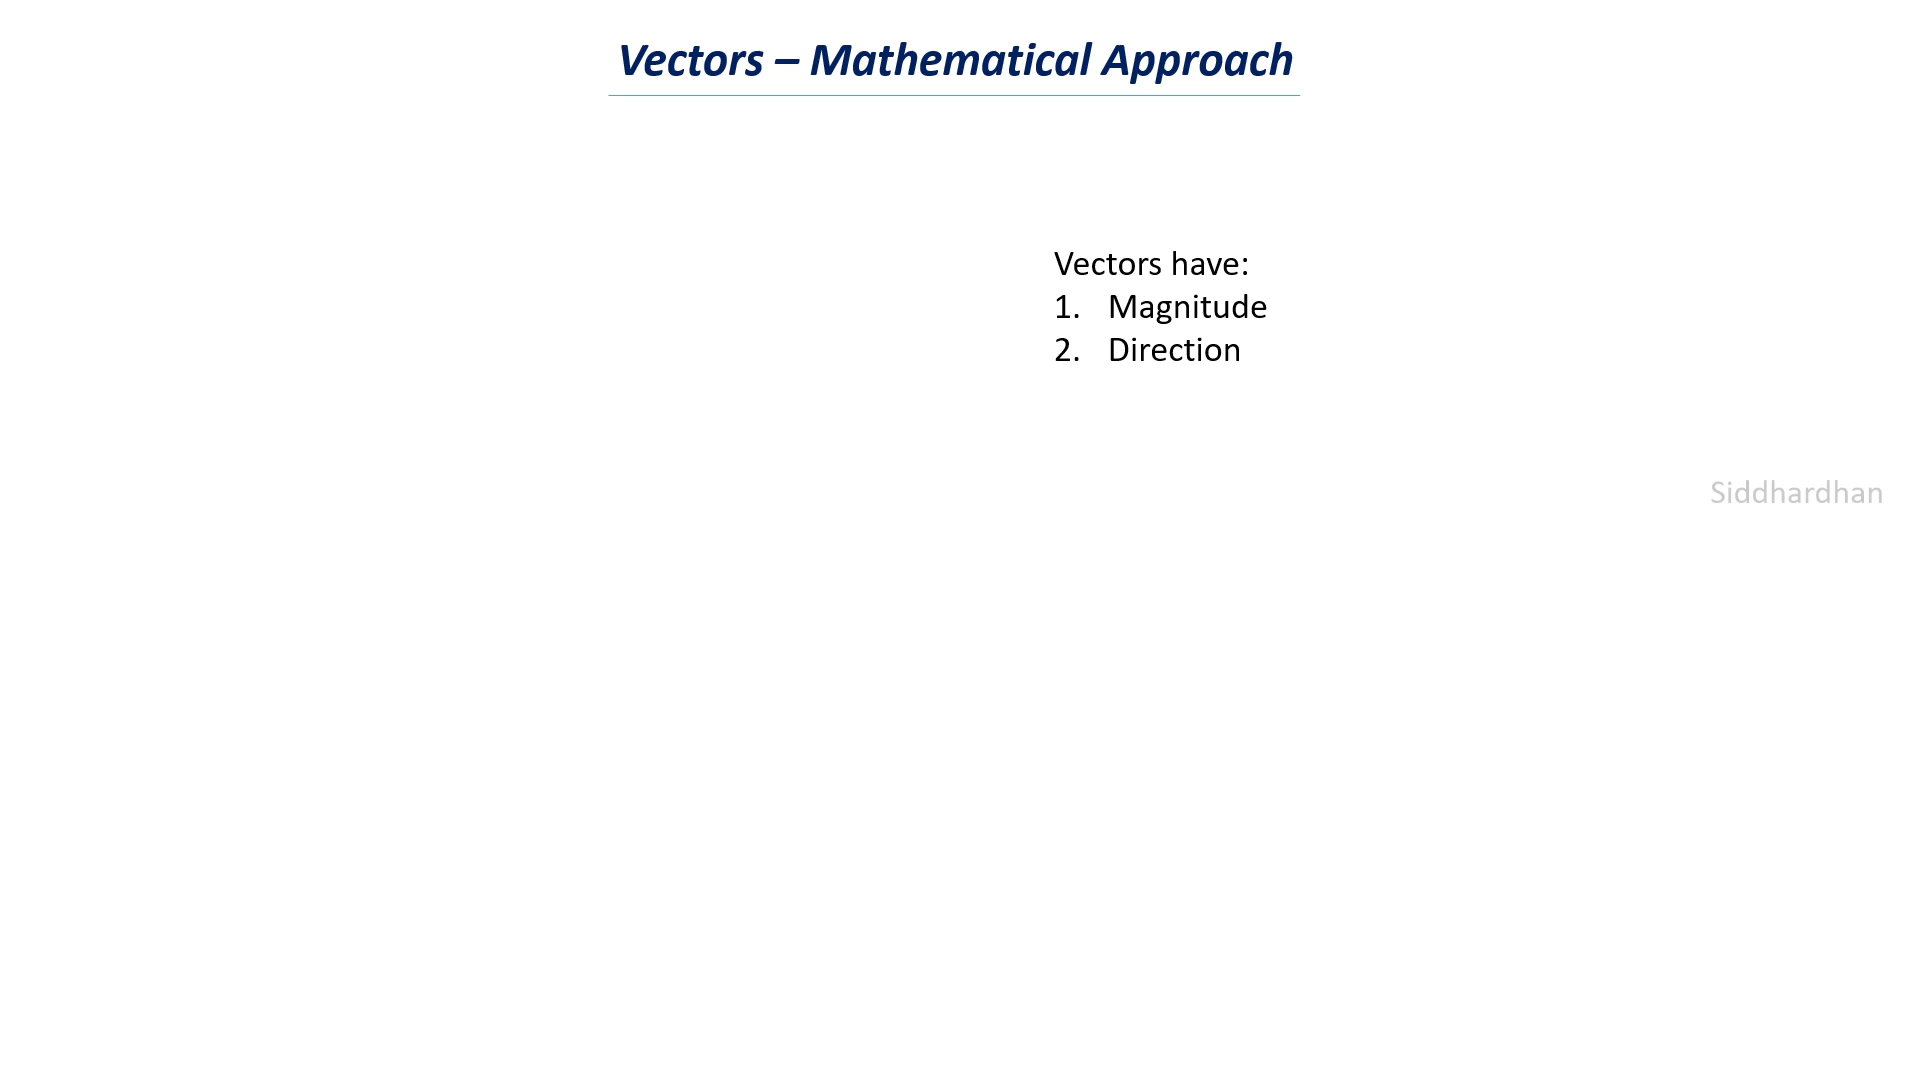 Vectors – Mathematical Approach
Vectors have:
1. Magnitude
2. Direction
Siddhardhan